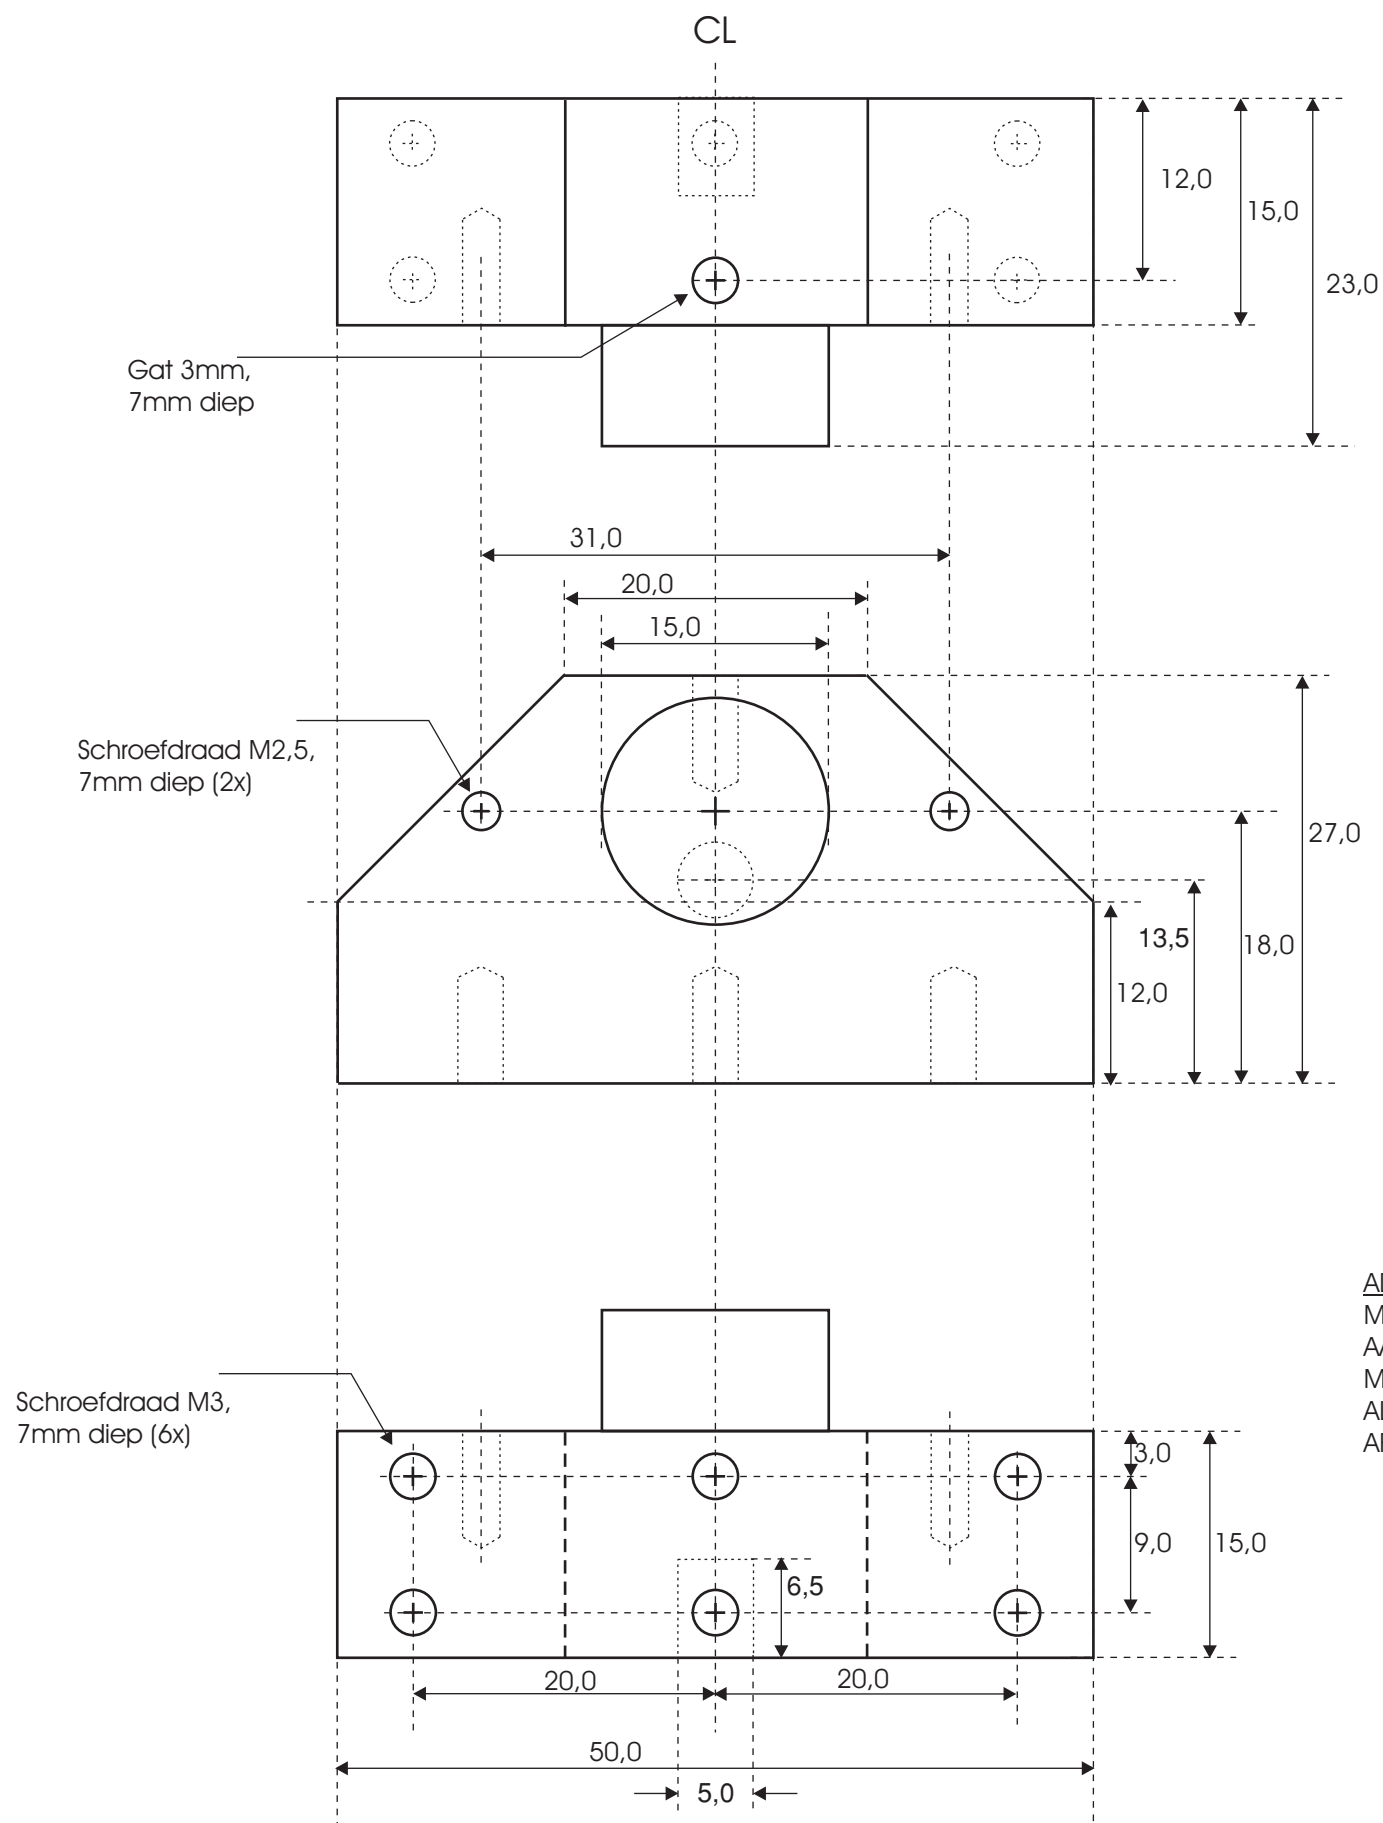 CL
12,0
15,0
23,0
Gat 3mm,
7mm diep
31,0
20,0
15,0
Schroefdraad M2,5,
7mm diep (2x)
27,0
13,5
18,0
12,0
Schroefdraad M3,
7mm diep (6x)
3,0
9,0
15,0
6,5
20,0
20,0
50,0
5,0